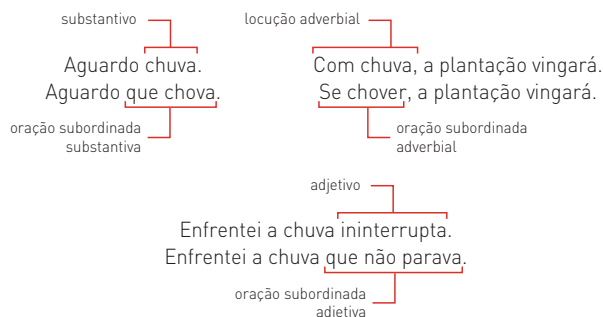 substantivo
Aguardo chuva.
Aguardo que chova.
oração subordinada
substantiva
locução adverbial
Com chuva, a plantação vingará.
Se chover, a plantação vingará.
oração subordinada
adverbial
adjetivo
Enfrentei a chuva ininterrupta.
Enfrentei a chuva que não parava.
oração subordinada
adjetiva